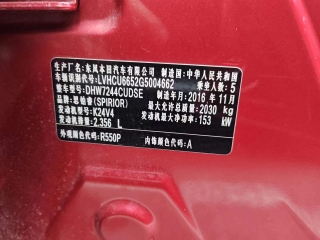 生产厂名:东风本田汽车有限公司 制造国:中华人民共和国
车辆识别代号:LVHCU6652G5004662 乘坐人数:5
整车型号:DHW7244CUDSE 制造年月:2016年11月
品牌:思铂睿(SPIRIOR) 最大允许总质量:2030 kg
发动机型号:K24V4 发动机最大净功率:153 kW
发动机排量:2.356 L
外观颜色代码:R550P 内饰颜色代码:A